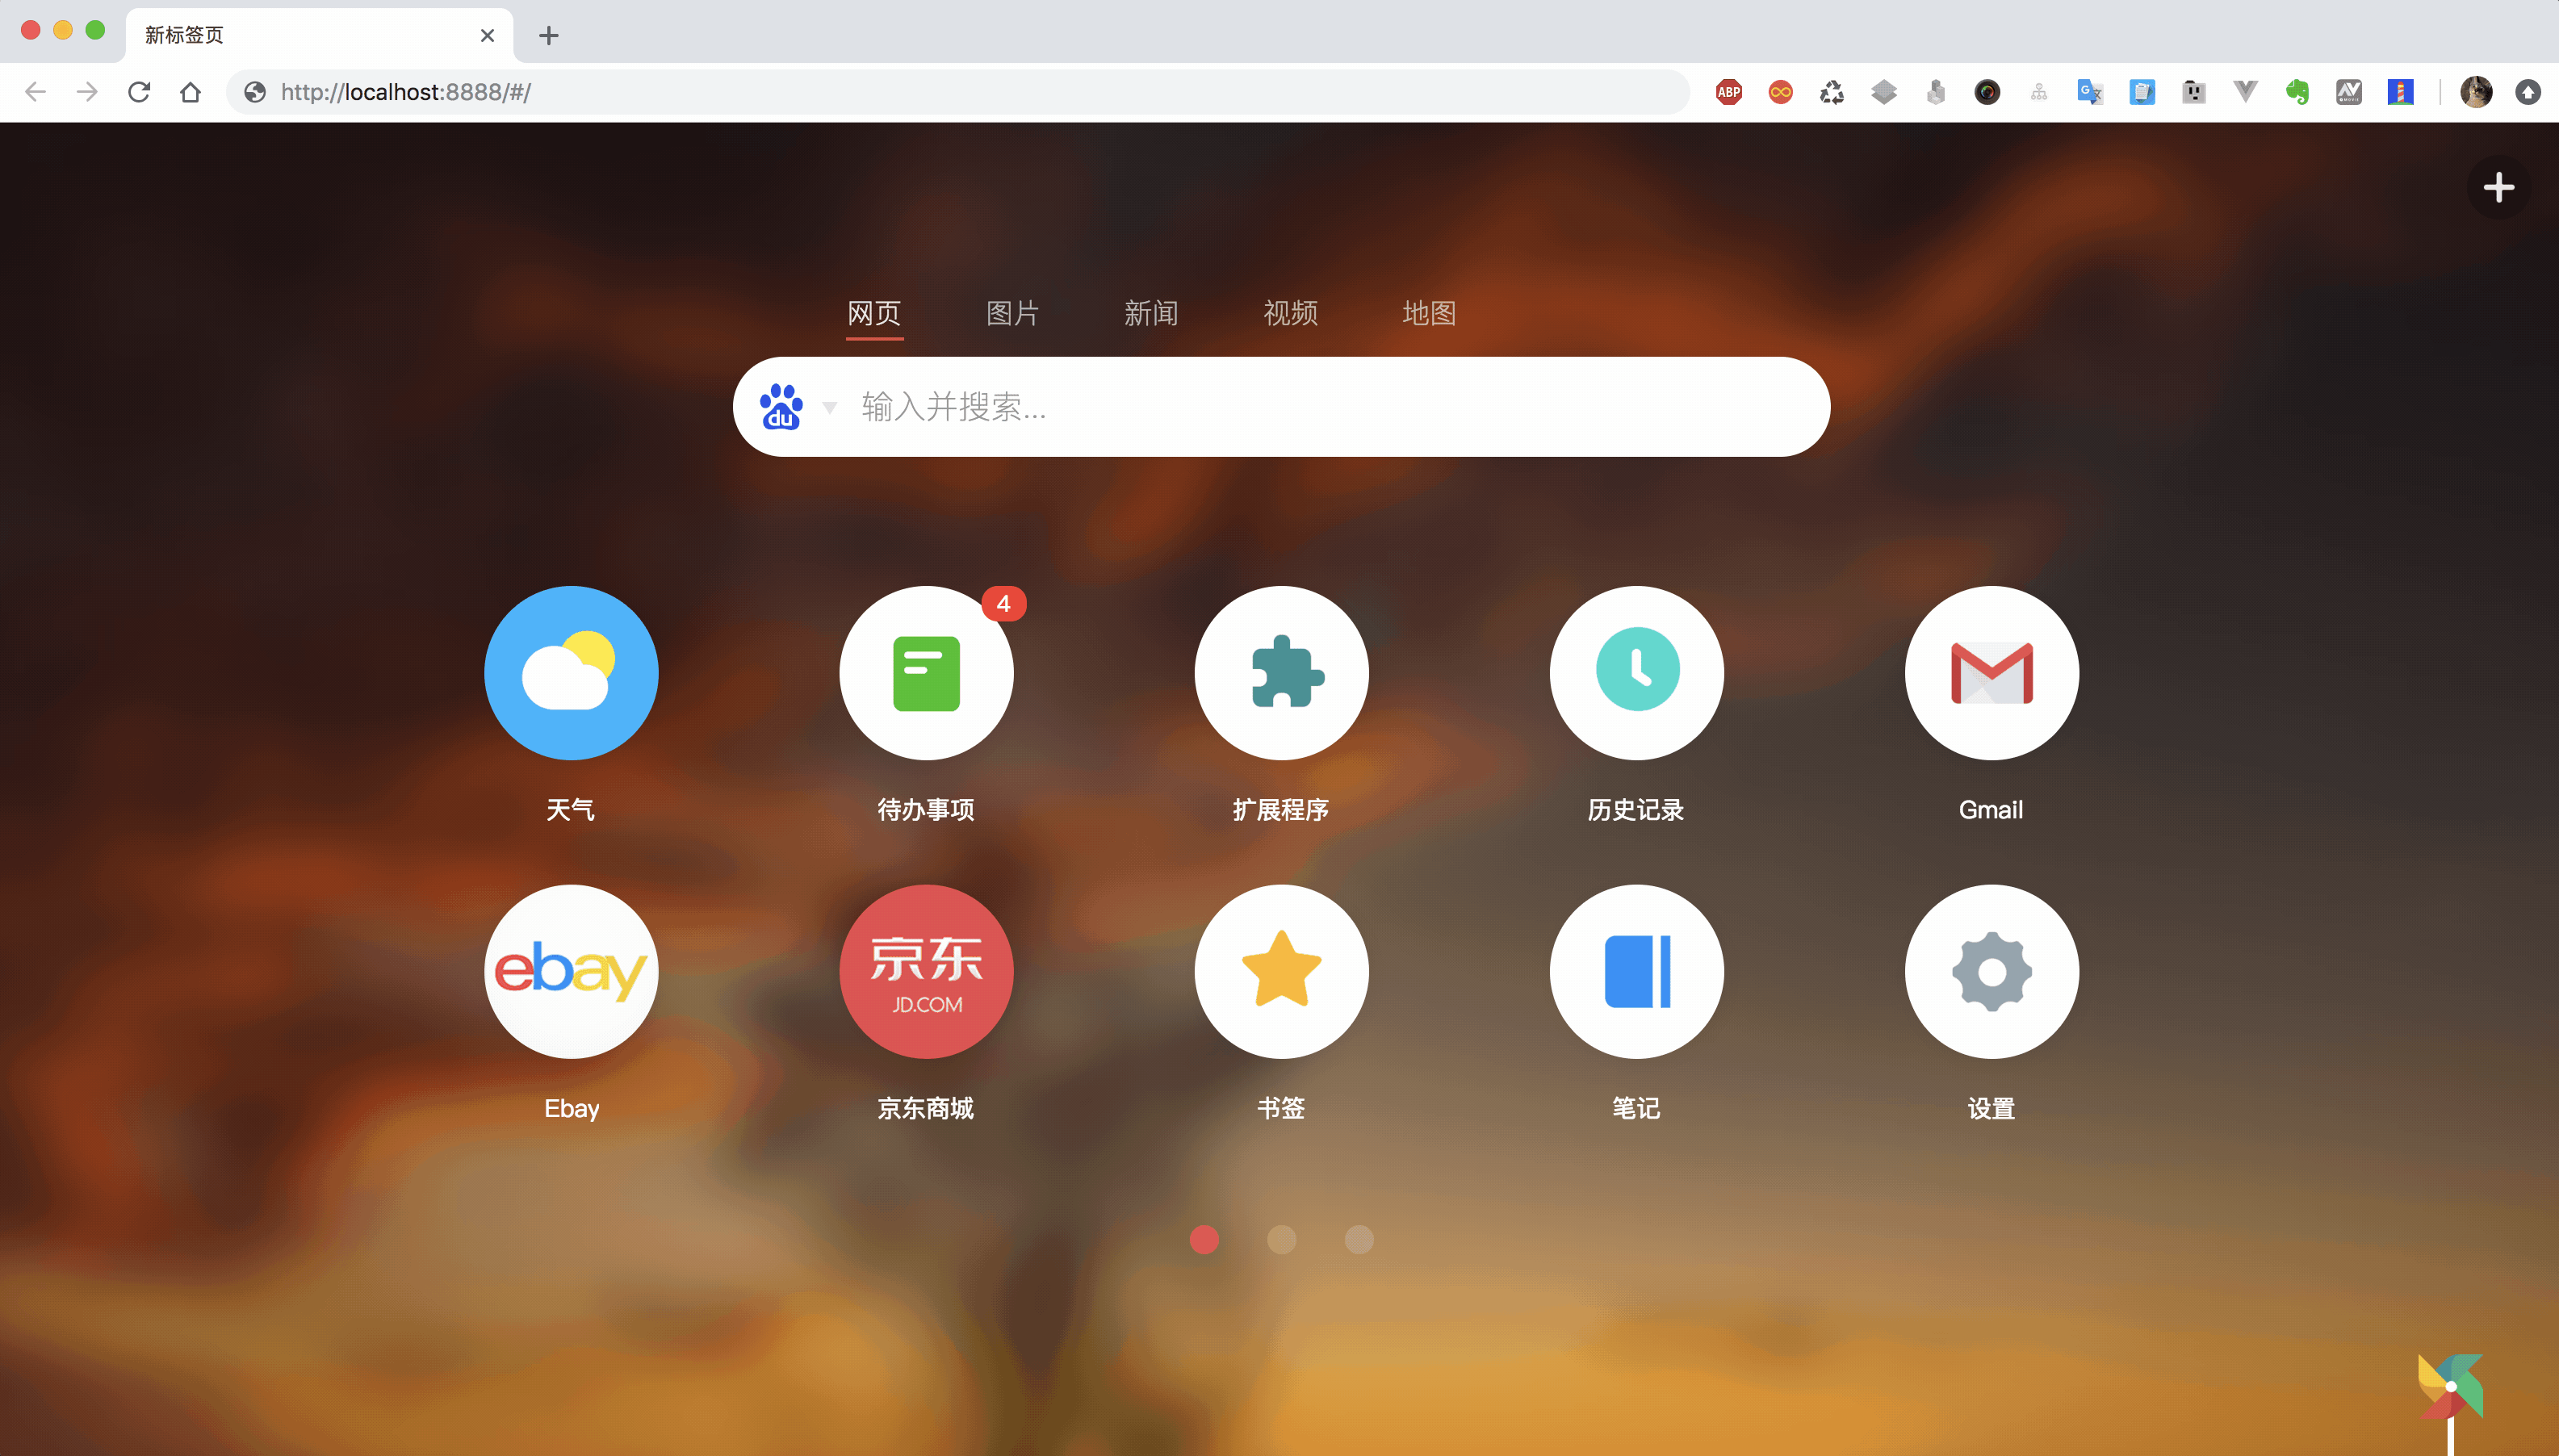 新标签页
http://localhost:8888/#/
ABP
网页 图片 新闻 视频 地图
du 输入并搜索...
4
天气 待办事项 扩展程序 历史记录 Gmail
ebay
京东
JD.COM
Ebay 京东商城 书签 笔记 设置